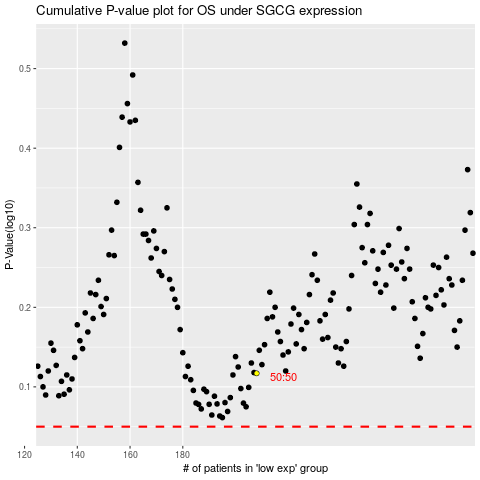 Cumulative P-value plot for OS under SGCG expression
P-Value(log10)
0.5
0.4
0.3
0.2
0.1
50:50
120 140 160 180
# of patients in 'low exp' group